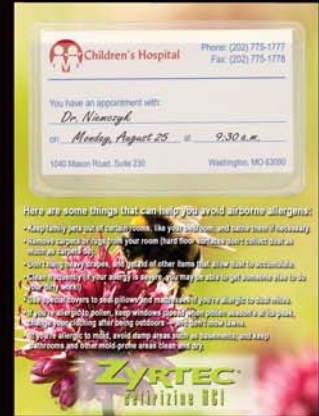 Children's Hospital
Phone: (202) 775-1777
Fax: (202) 775-1778
You have an appointment with:
Dr. Niemczyk
on Monday, August 25 at 9:30 a.m.
1040 Mason Road, Suite 230
Washington, MO 63090
Here are some things that can help you avoid airborne allergens:
• Keep family pets out of certain rooms, like your bedroom, and bathe them if necessary.
• Remove carpets or rugs from your room (hard floor surfaces don't collect dust as
much as carpets do).
• Don't hang heavy drapes, and get rid of other items that allow dust to accumulate.
• Clean frequently (if your allergy is severe, you may be able to get someone else to do
your dirty work!)
• Use special covers to seal pillows and mattresses if you're allergic to dust mites.
• If you're allergic to pollen, keep windows closed when pollen season's at its peak,
change your clothing after being outdoors — and don't mow lawns.
• If you're allergic to mold, avoid damp areas such as basements, and keep
bathrooms and other mold-prone areas clean and dry.
ZYRTEC
cetirizine HCl